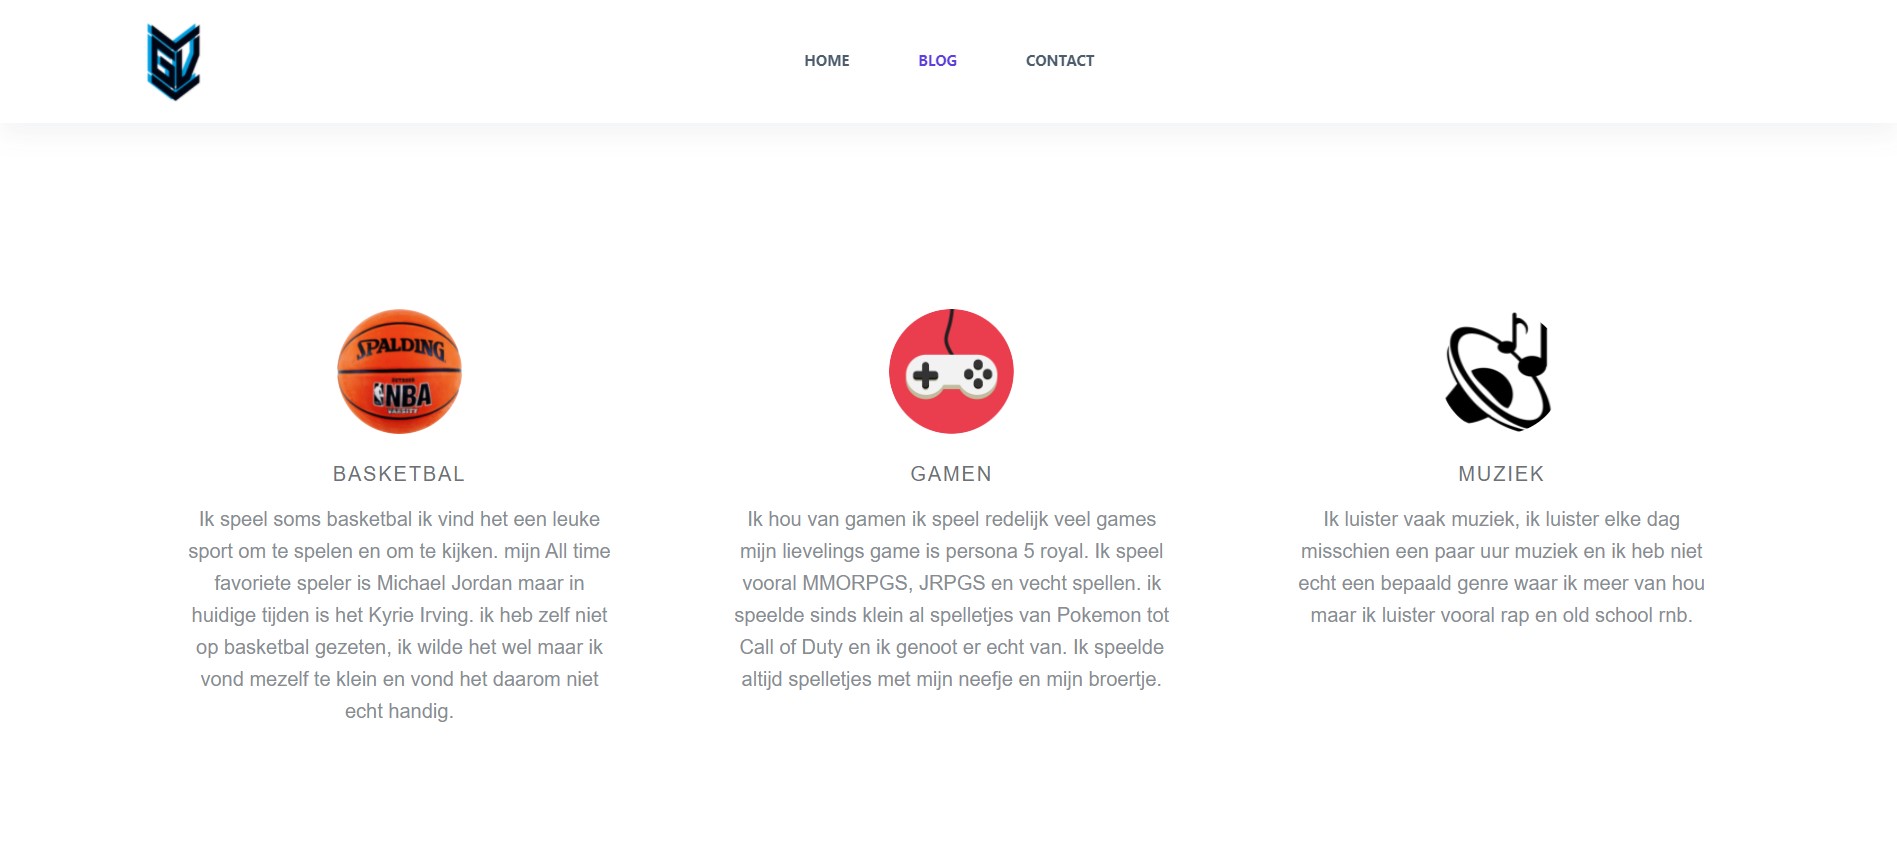 HOME
BLOG
CONTACT
SPALDING
NBA
VARSITY
BASKETBAL
Ik speel soms basketbal ik vind het een leuke
sport om te spelen en om te kijken. mijn All time
favoriete speler is Michael Jordan maar in
huidige tijden is het Kyrie Irving. ik heb zelf niet
op basketbal gezeten, ik wilde het wel maar ik
vond mezelf te klein en vond het daarom niet
echt handig.
GAMEN
Ik hou van gamen ik speel redelijk veel games
mijn lievelings game is persona 5 royal. Ik speel
vooral MMORPGS, JRPGS en vecht spellen. ik
speelde sinds klein al spelletjes van Pokemon tot
Call of Duty en ik genoot er echt van. Ik speelde
altijd spelletjes met mijn neefje en mijn broertje.
MUZIEK
Ik luister vaak muziek, ik luister elke dag
misschien een paar uur muziek en ik heb niet
echt een bepaald genre waar ik meer van hou
maar ik luister vooral rap en old school rnb.